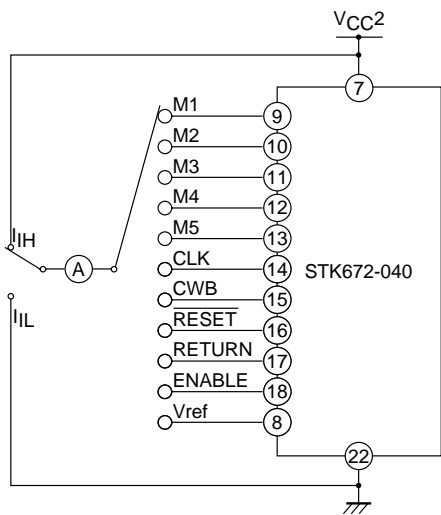 VCC2
7
M1 9
M2 10
M3 11
M4 12
M5 13
IIH
A
CLK 14
STK672-040
CWB 15
IIL
RESET 16
RETURN 17
ENABLE 18
Vref 8
22